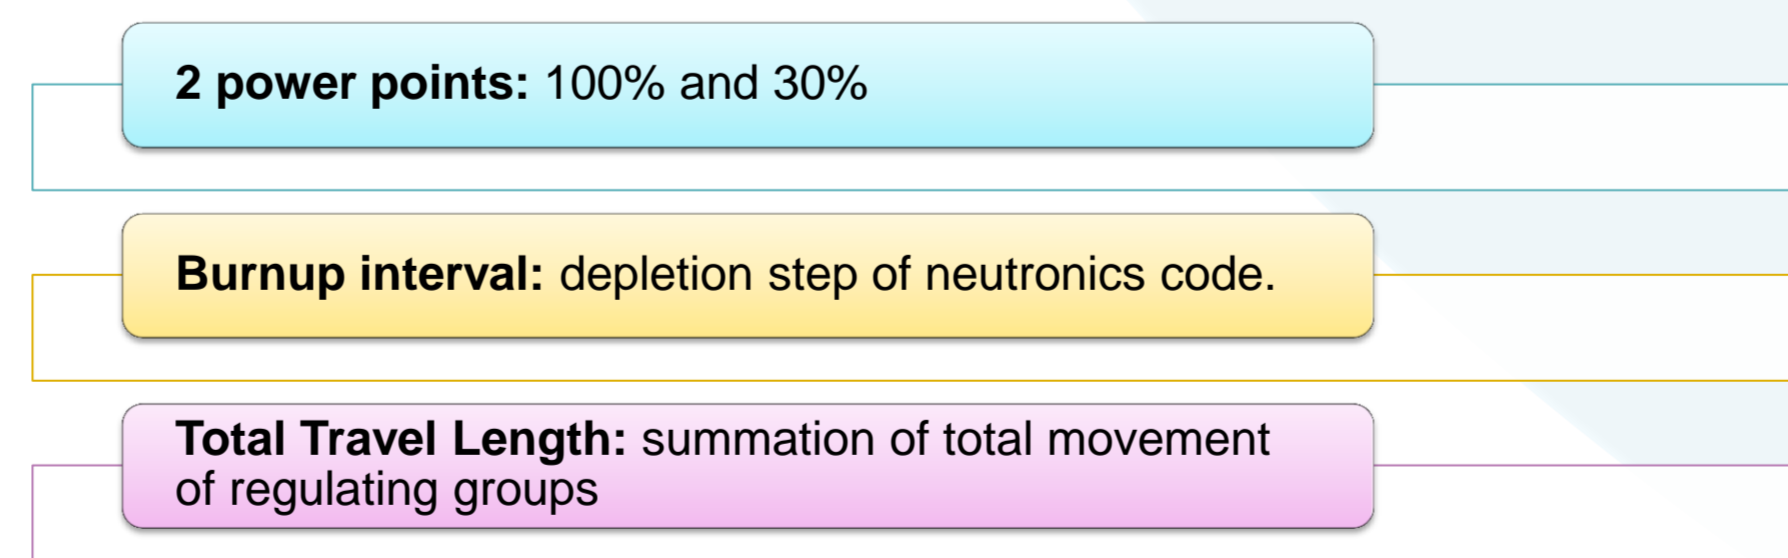 2 power points: 100% and 30%
Burnup interval: depletion step of neutronics code.
Total Travel Length: summation of total movement
of regulating groups